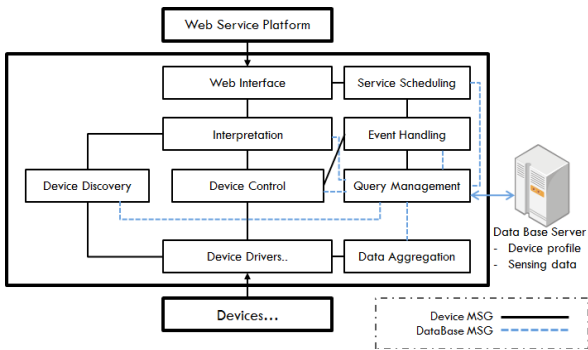 Web Service Platform
Web Interface
Service Scheduling
Interpretation
Event Handling
Device Discovery
Device Control
Query Management
Data Base Server
- Device profile
- Sensing data
Device Drivers..
Data Aggregation
Devices...
Device MSG
DataBase MSG